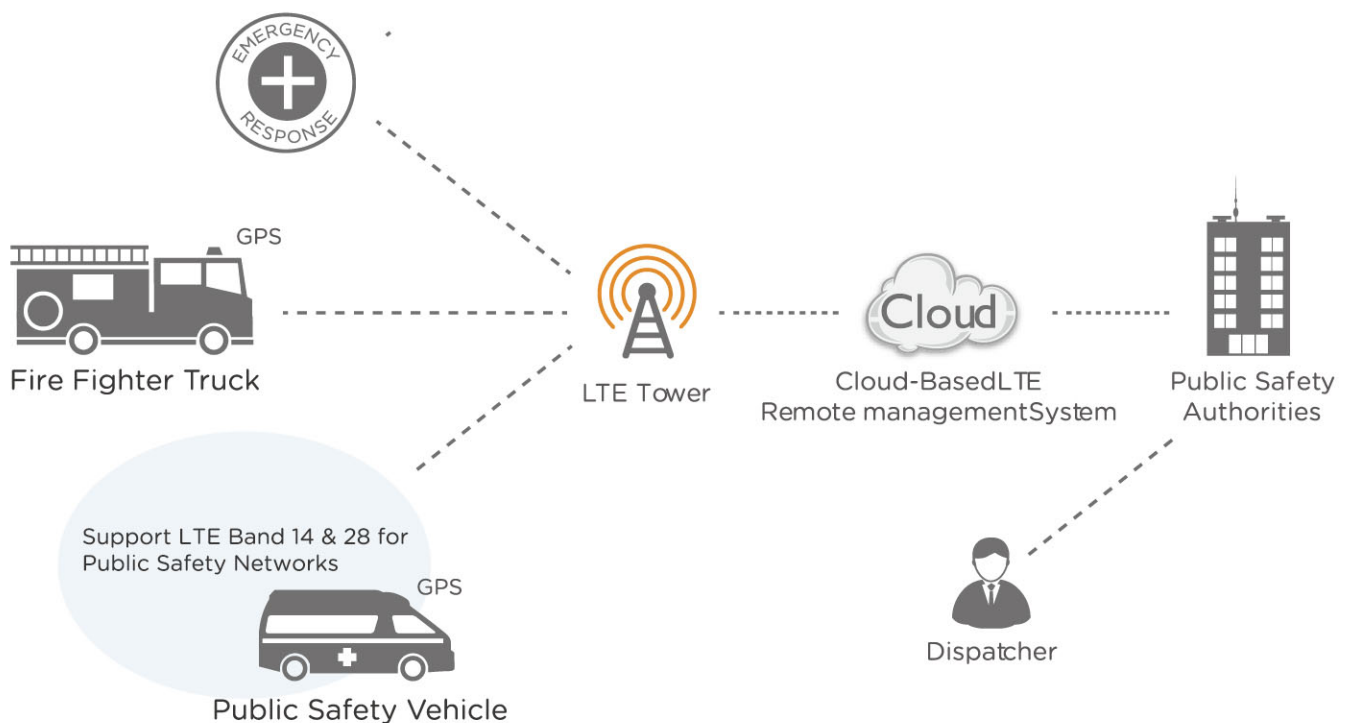 EMERGENCY
RESPONSE
GPS
Fire Fighter Truck
LTE Tower
Cloud
Cloud-BasedLTE
Remote managementSystem
Public Safety
Authorities
Support LTE Band 14 & 28 for
Public Safety Networks
GPS
Public Safety Vehicle
Dispatcher